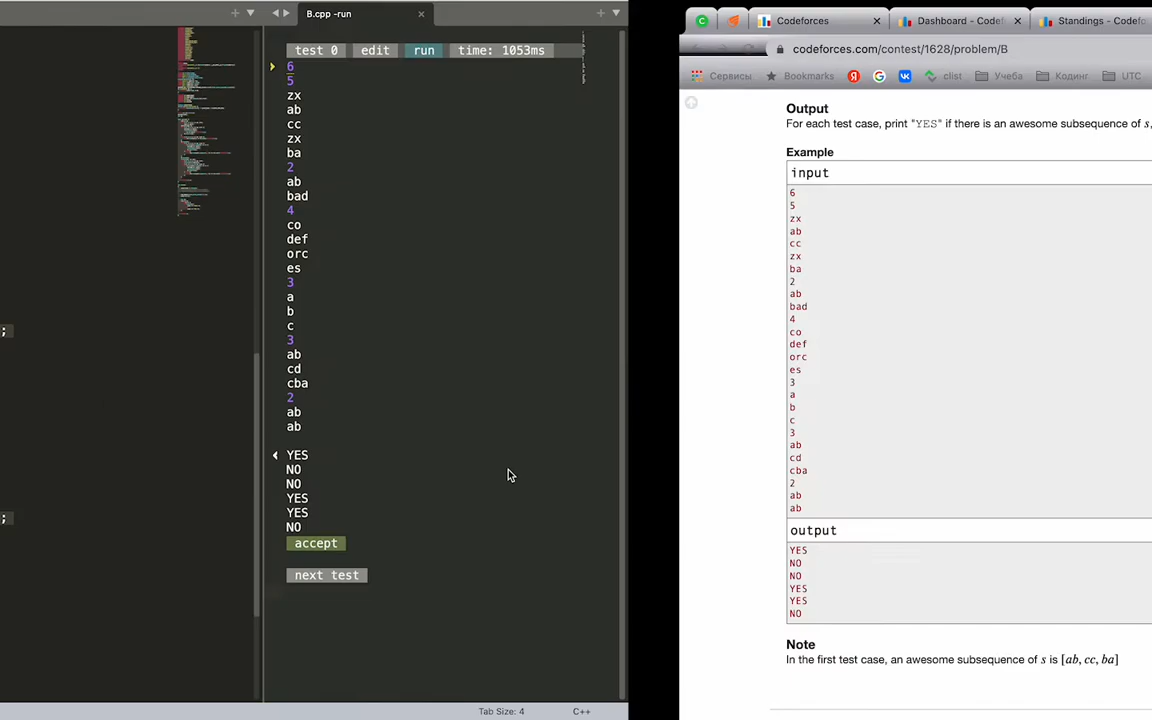 B.cpp -run
test 0 edit run time: 1053ms
6
5
zx
ab
cc
zx
ba
2
ab
bad
4
co
def
orc
es
3
a
b
c
3
ab
cd
cba
2
ab
ab
YES
NO
NO
YES
YES
NO
accept
next test
;
;
Tab Size: 4 C++
Codeforces Dashboard - Codef Standings - Codefo
codeforces.com/contest/1628/problem/B
Сервисы Bookmarks clist Учеба Кодинг UTC
Output
For each test case, print "YES" if there is an awesome subsequence of s,
Example
input
6
5
zx
ab
cc
zx
ba
2
ab
bad
4
co
def
orc
es
3
a
b
c
3
ab
cd
cba
2
ab
ab
output
YES
NO
NO
YES
YES
NO
Note
In the first test case, an awesome subsequence of s is [ab, cc, ba]